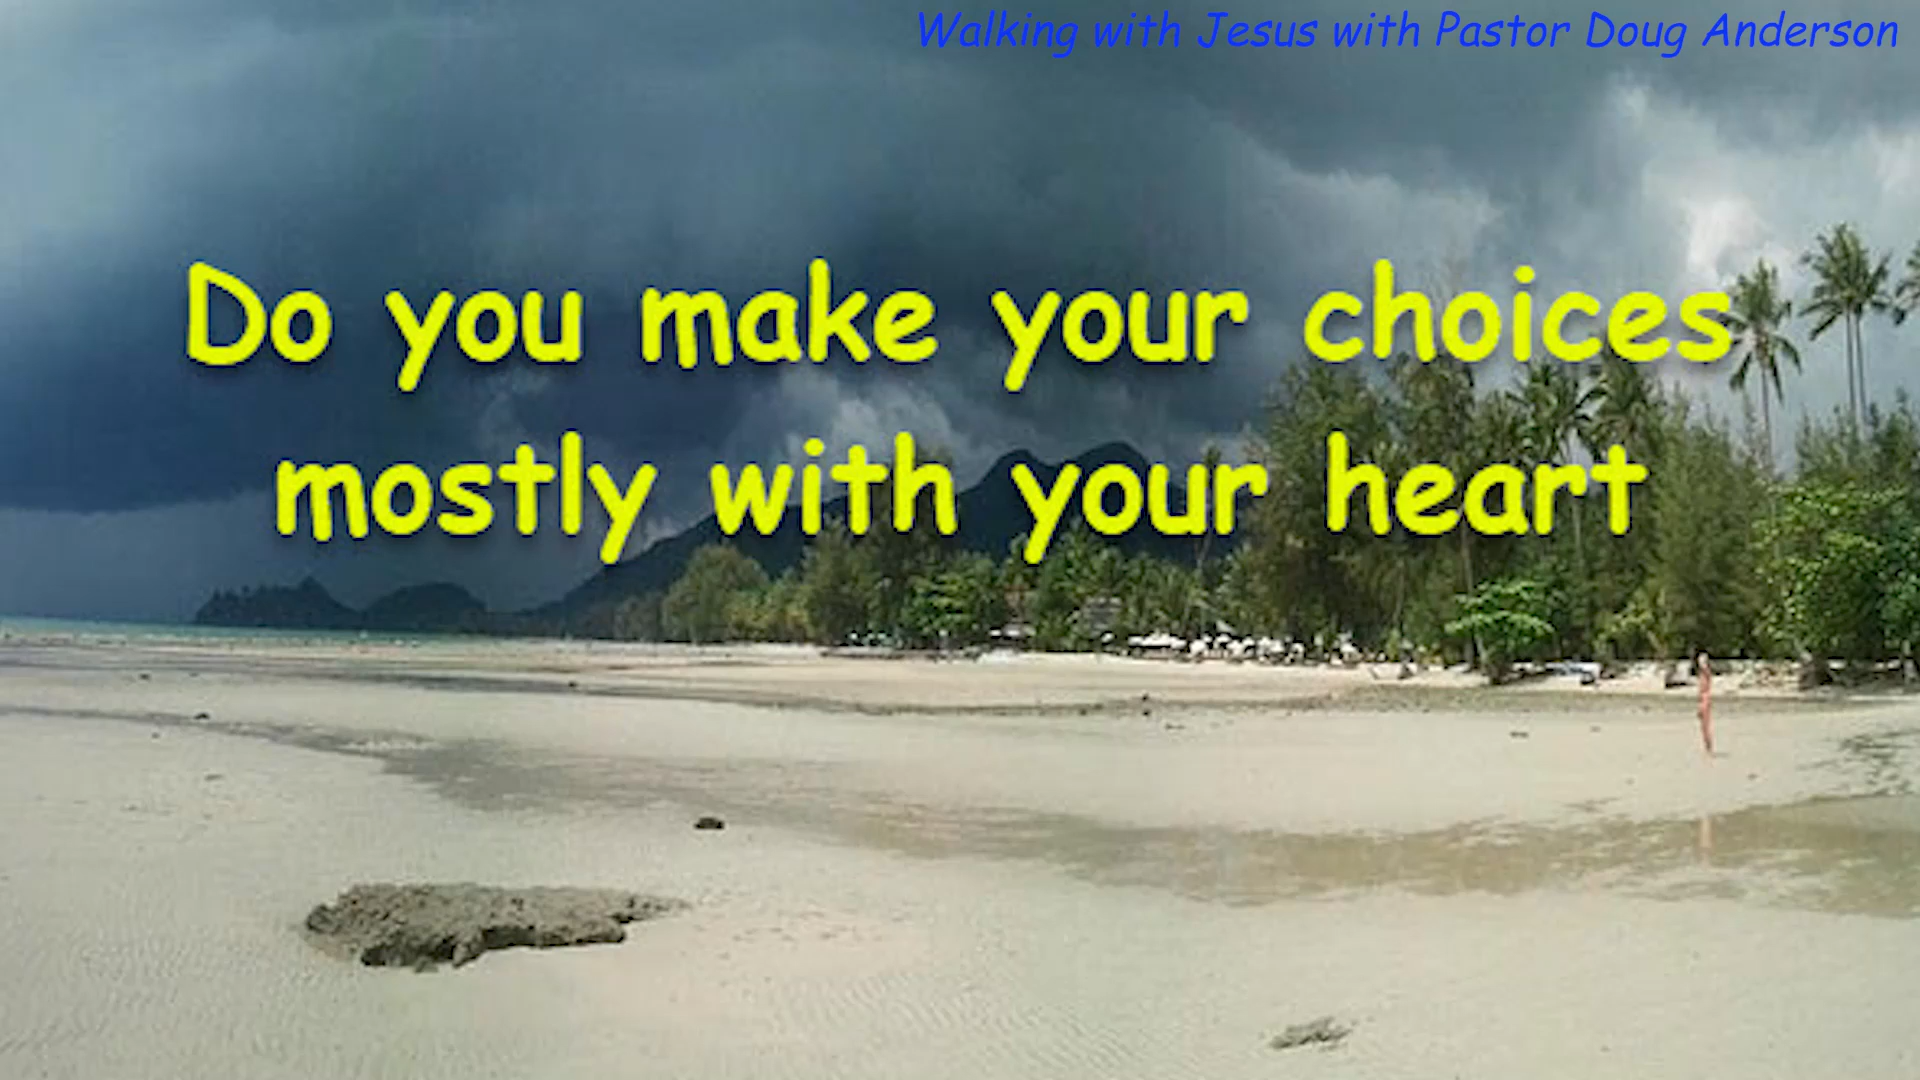 Walking with Jesus with Pastor Doug Anderson
Do you make your choices
mostly with your heart